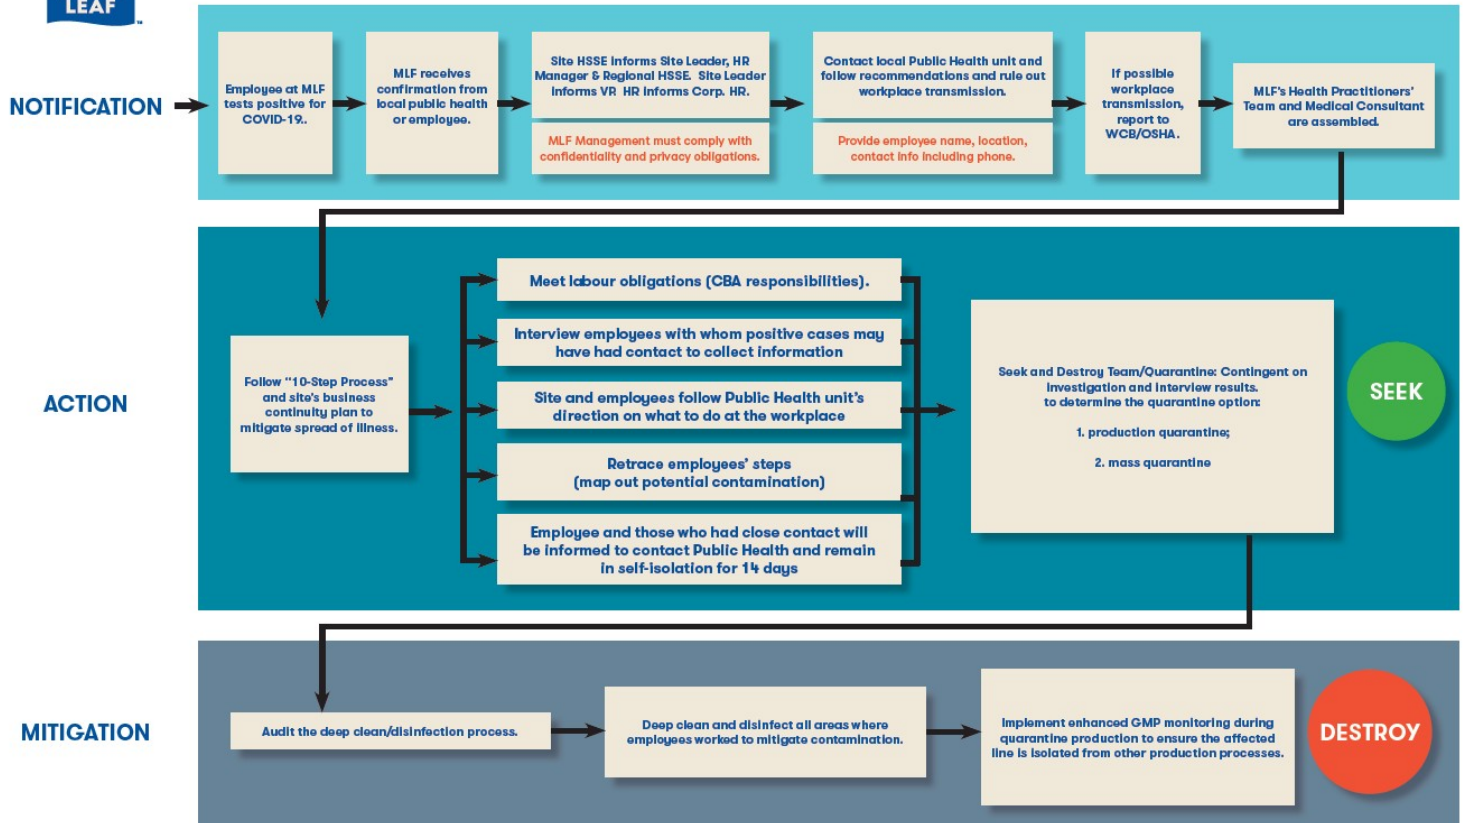 LEAF
TM
NOTIFICATION
Employee at MLF
tests positive for
COVID-19..
MLF receives
confirmation from
local public health
or employee.
Site HSSE informs Site Leader, HR
Manager & Regional HSSE. Site Leader
informs VR HR informs Corp. HR.
MLF Management must comply with
confidentiality and privacy obligations.
Contact local Public Health unit and
follow recommendations and rule out
workplace transmission.
Provide employee name, location,
contact info including phone.
If possible
workplace
transmission,
report to
WCB/OSHA.
MLF's Health Practitioners'
Team and Medical Consultant
are assembled.
ACTION
Follow "10-Step Process"
and site's business
continuity plan to
mitigate spread of illness.
Meet labour obligations (CBA responsibilities).
Interview employees with whom positive cases may
have had contact to collect information
Site and employees follow Public Health unit's
direction on what to do at the workplace
Retrace employees' steps
(map out potential contamination)
Employee and those who had close contact will
be informed to contact Public Health and remain
in self-isolation for 14 days
Seek and Destroy Team/Quarantine: Contingent on
investigation and interview results.
to determine the quarantine option:
1. production quarantine;
2. mass quarantine
SEEK
MITIGATION
Audit the deep clean/disinfection process.
Deep clean and disinfect all areas where
employees worked to mitigate contamination.
Implement enhanced GMP monitoring during
quarantine production to ensure the affected
line is isolated from other production processes.
DESTROY